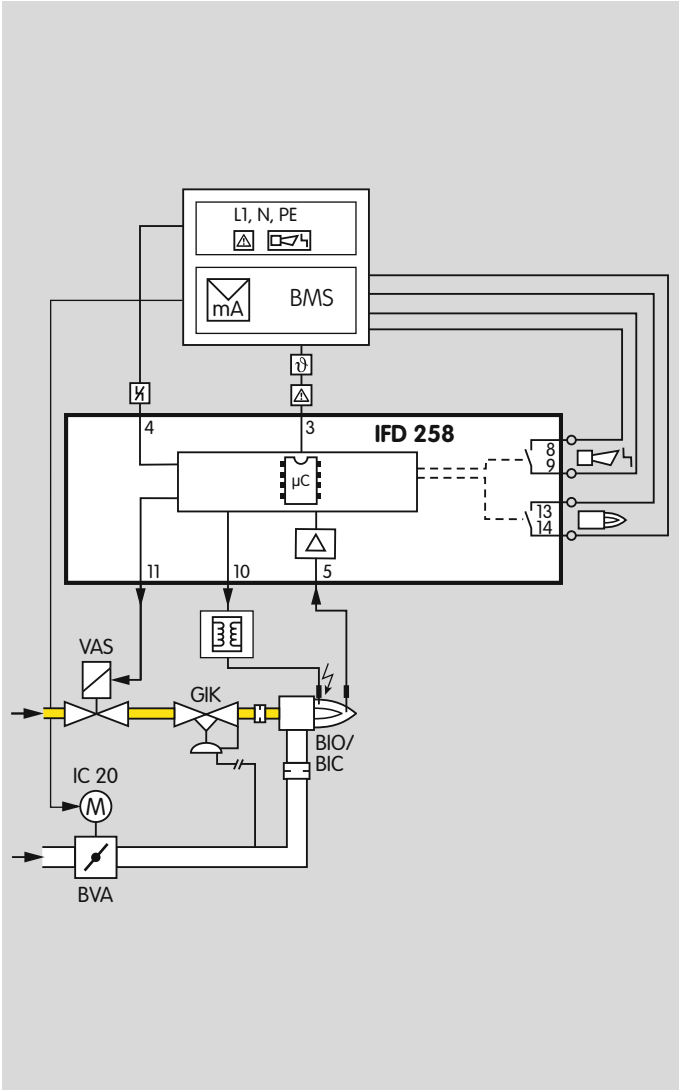 L1, N, PE
mA
BMS
ϑ
4
3
IFD 258
µC
8
9
13
14
11
10
5
VAS
GIK
BIO/
BIC
IC 20
M
BVA